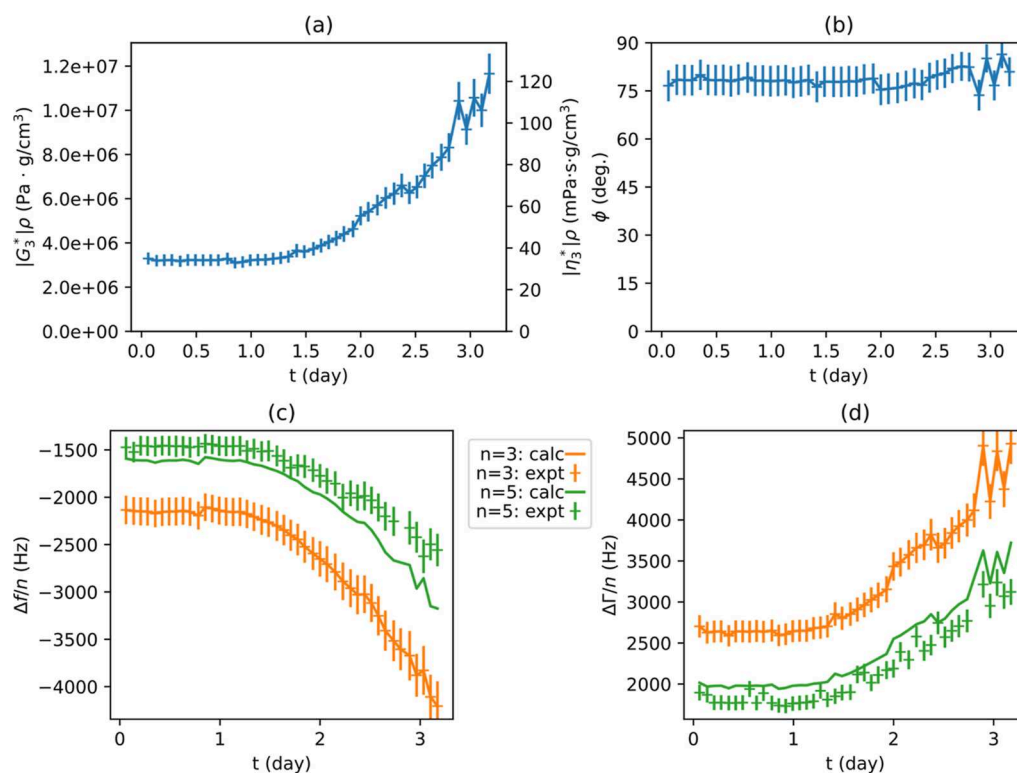 (a)
1.2e+07
1.0e+07
8.0e+06
6.0e+06
4.0e+06
2.0e+06
0.0e+00
|G₃*|ρ (Pa · g/cm³)
120
100
80
60
40
20
0
|η₃*|ρ (mPa·s·g/cm³)
0.0 0.5 1.0 1.5 2.0 2.5 3.0
t (day)
(b)
90
75
60
45
30
15
0
ϕ
(deg.)
0.0 0.5 1.0 1.5 2.0 2.5 3.0
t (day)
(c)
−1500
−2000
−2500
−3000
−3500
−4000
Δf/n (Hz)
0 1 2 3
t (day)
n=3: calc
n=3: expt
n=5: calc
n=5: expt
(d)
5000
4500
4000
3500
3000
2500
2000
ΔΓ/n (Hz)
0 1 2 3
t (day)